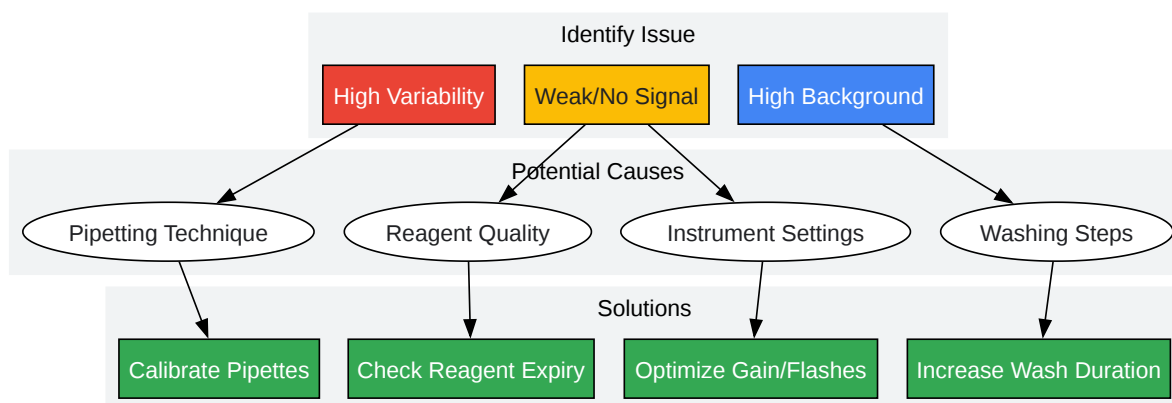 Identify Issue
High Variability
Weak/No Signal
High Background
Potential Causes
Pipetting Technique
Reagent Quality
Instrument Settings
Washing Steps
Solutions
Calibrate Pipettes
Check Reagent Expiry
Optimize Gain/Flashes
Increase Wash Duration